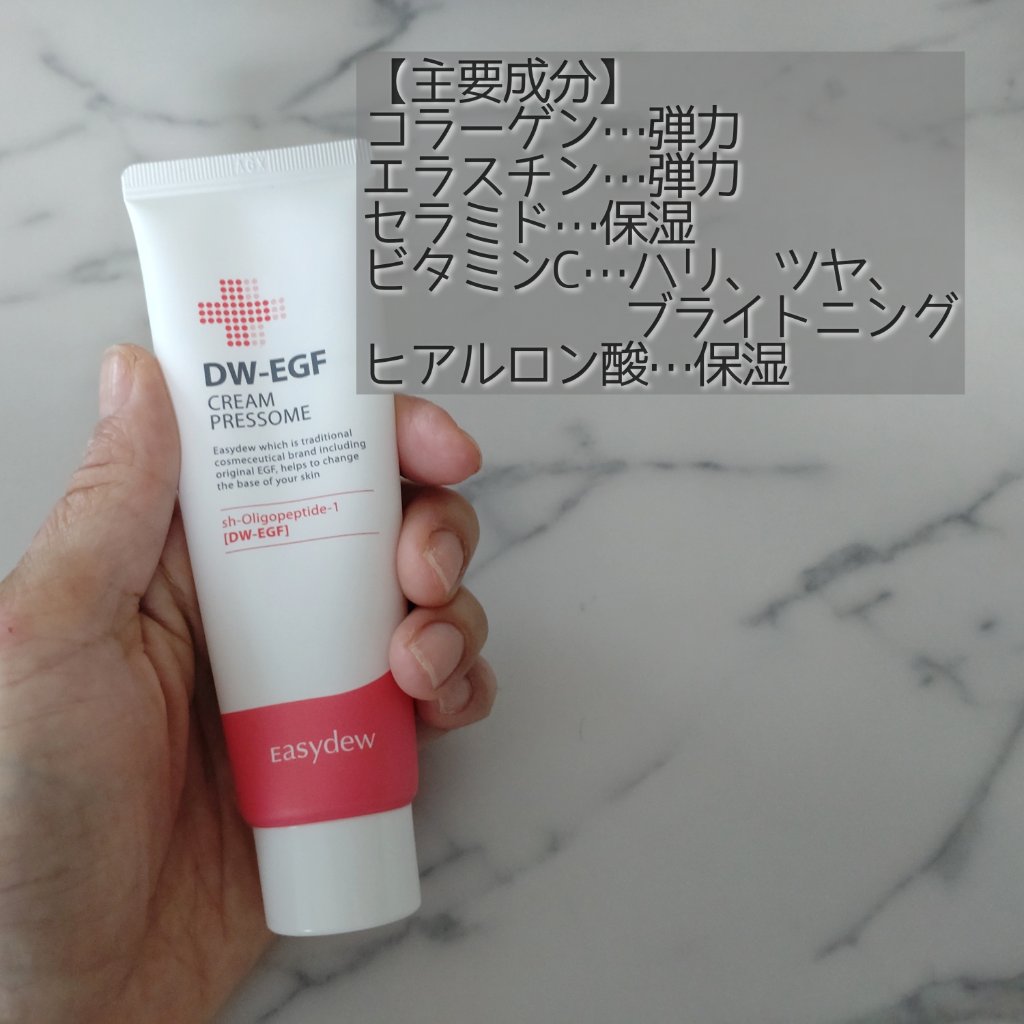 【主要成分】
コラーゲン…弾力
エラスチン…弾力
セラミド…保湿
ビタミンC…ハリ、ツヤ、
ブライトニング
ヒアルロン酸…保湿
DW-EGF
CREAM
PRESSOME
Easydew which is traditional
cosmeceutical brand including
original EGF, helps to change
the base of your skin
sh-Oligopeptide-1
[DW-EGF]
Easydew